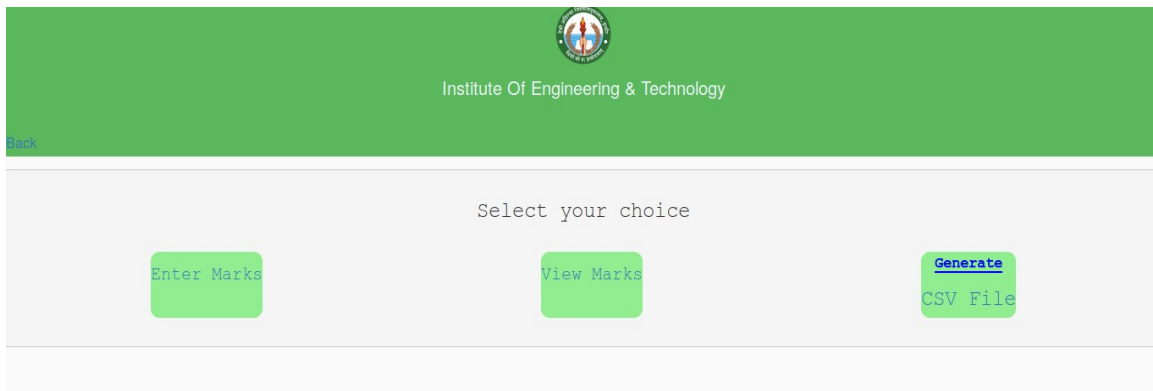 Institute Of Engineering & Technology
Back
Select your choice
Enter Marks
View Marks
Generate
CSV File